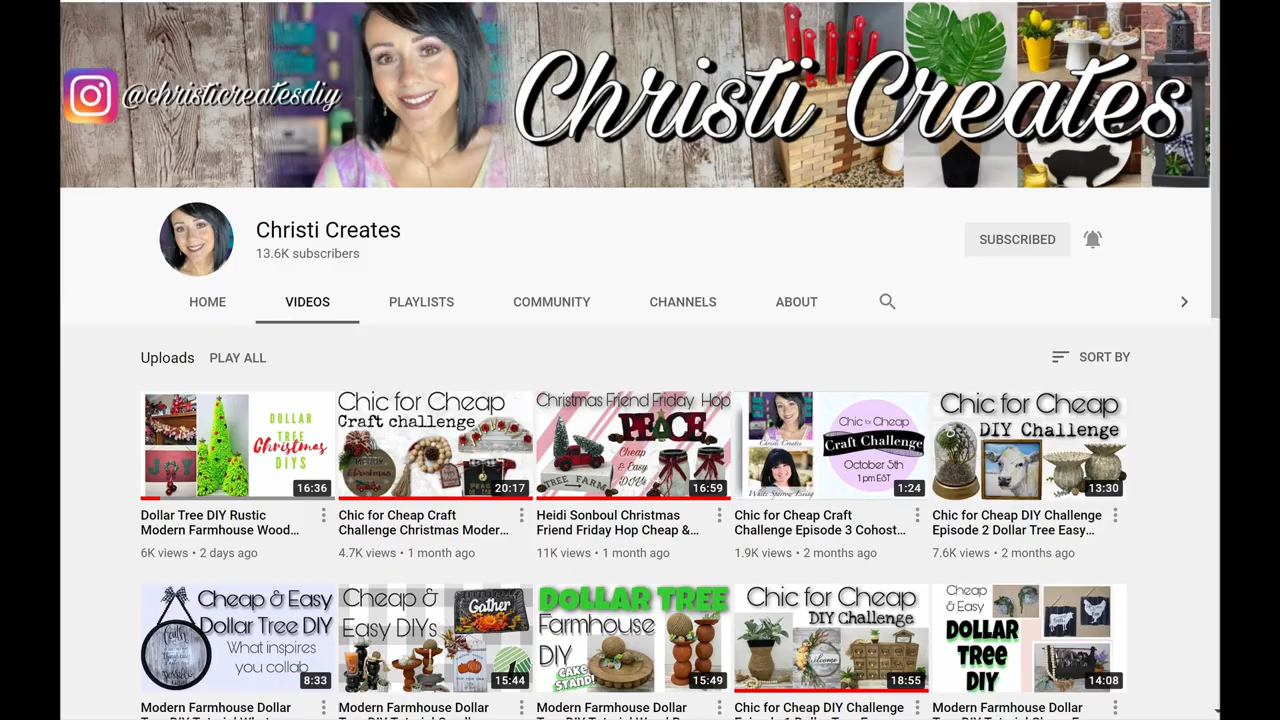 @christicreatesdiy
Christi Creates
Christi Creates
13.6K subscribers
SUBSCRIBED
HOME
VIDEOS
PLAYLISTS
COMMUNITY
CHANNELS
ABOUT
Uploads
PLAY ALL
SORT BY
DOLLAR
TREE
Christmas
DIYS
JOY
16:36
Chic for Cheap
Craft challenge
20:17
Christmas Friend Friday Hop
PEACE
Cheap
& Easy
DIYs
TREE FARM
16:59
Christi Creates
White Sparrow Living
Chic for Cheap
Craft Challenge
October 5th
1 pm EST
1:24
Chic for Cheap
DIY Challenge
13:30
Dollar Tree DIY Rustic
Modern Farmhouse Wood...
6K views • 2 days ago
Chic for Cheap Craft
Challenge Christmas Moder...
4.7K views • 1 month ago
Heidi Sonboul Christmas
Friend Friday Hop Cheap &...
11K views • 1 month ago
Chic for Cheap Craft
Challenge Episode 3 Cohost...
1.9K views • 2 months ago
Chic for Cheap DIY Challenge
Episode 2 Dollar Tree Easy...
7.6K views • 2 months ago
Cheap & Easy
Dollar Tree DIY
What inspires
you collab
8:33
Cheap &
Easy DIYs
Gather
15:44
DOLLAR TREE
Farmhouse
DIY
CAKE
STAND!
15:49
Chic for Cheap
DIY Challenge
welcome
18:55
Cheap
& Easy
DOLLAR
TREE
DIY
14:08
Modern Farmhouse Dollar
Modern Farmhouse Dollar
Modern Farmhouse Dollar
Chic for Cheap DIY Challenge
Modern Farmhouse Dollar